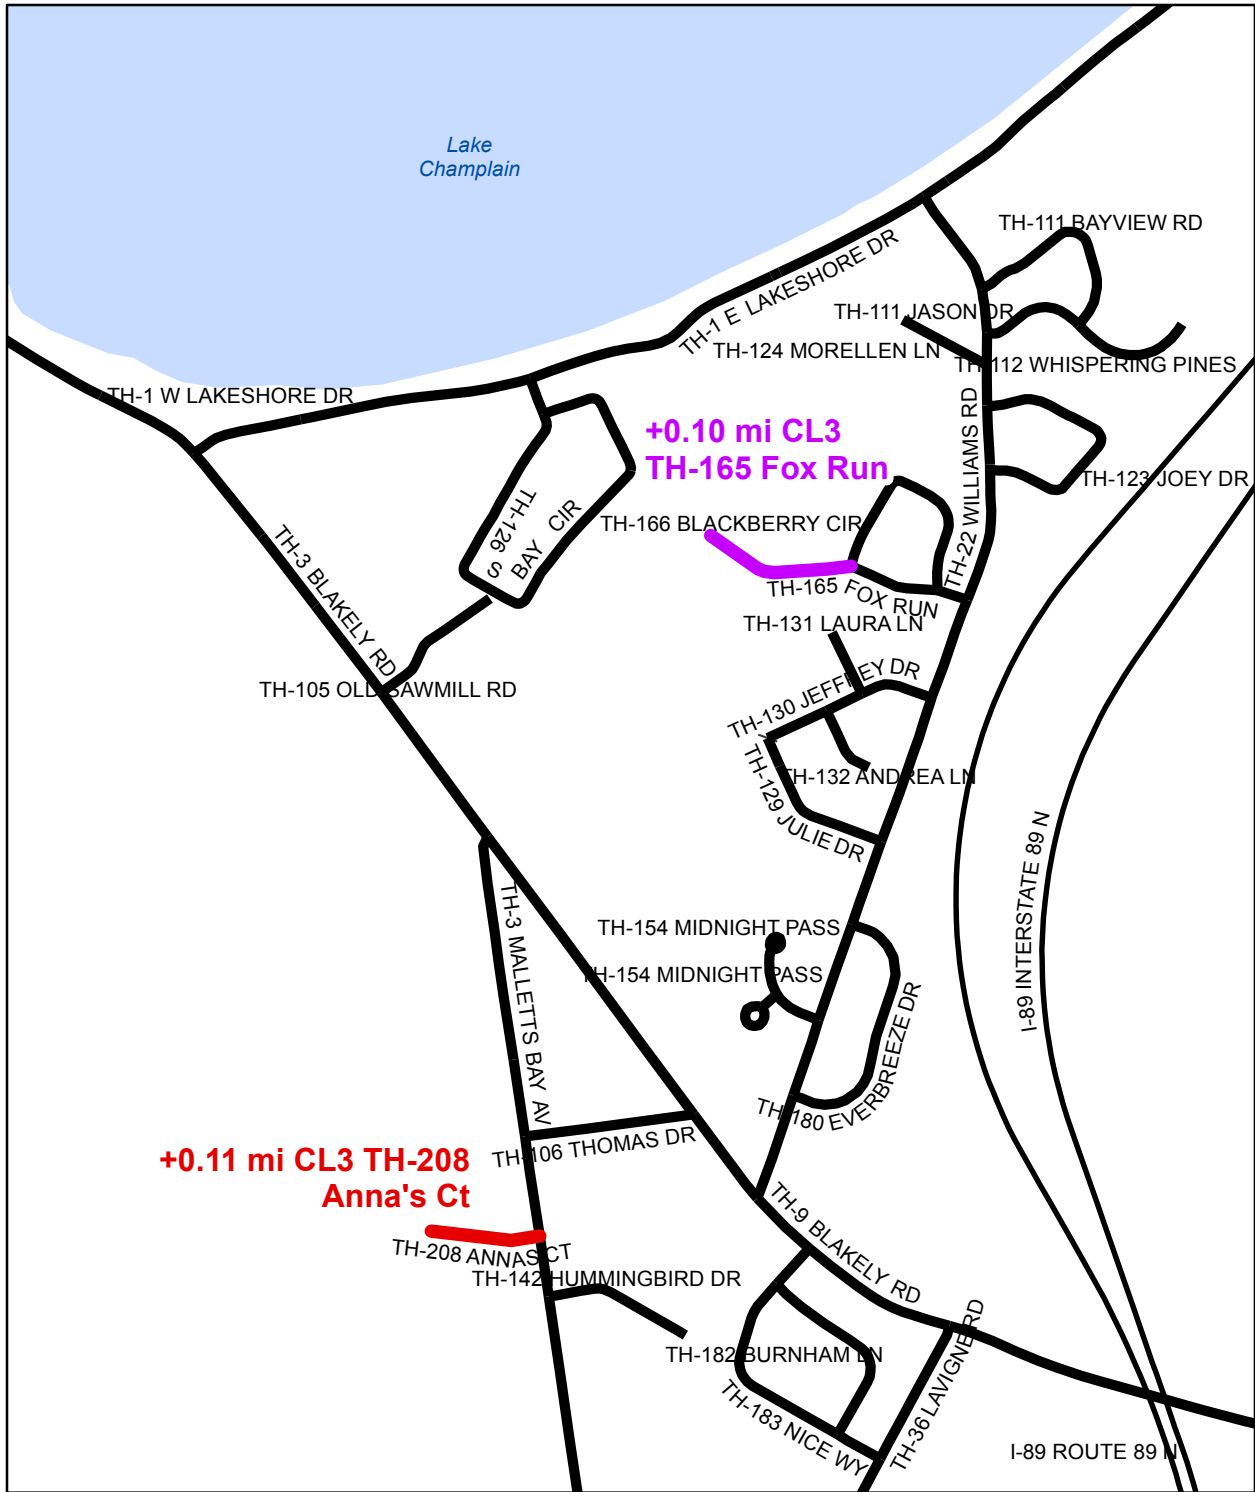 Lake
Champlain
TH-111 BAYVIEW RD
TH-1 E LAKESHORE DR
TH-111 JASON DR
TH-124 MORELLEN LN
TH-112 WHISPERING PINES
TH-1 W LAKESHORE DR
+0.10 mi CL3
TH-165 Fox Run
TH-123 JOEY DR
TH-22 WILLIAMS RD
TH-126
S BAY CIR
TH-166 BLACKBERRY CIR
TH-3 BLAKELY RD
TH-165 FOX RUN
TH-131 LAURA LN
TH-105 OLD SAWMILL RD
TH-130 JEFFREY DR
TH-132 ANDREA LN
TH-129 JULIE DR
I-89 INTERSTATE 89 N
TH-3 MALLETTS BAY AV
TH-154 MIDNIGHT PASS
TH-154 MIDNIGHT PASS
TH-180 EVERBREEZE DR
TH-106 THOMAS DR
+0.11 mi CL3 TH-208
Anna's Ct
TH-9 BLAKELY RD
TH-208 ANNAS CT
TH-142 HUMMINGBIRD DR
TH-182 BURNHAM LN
TH-36 LAVIGNE RD
TH-183 NICE WY
I-89 ROUTE 89 N